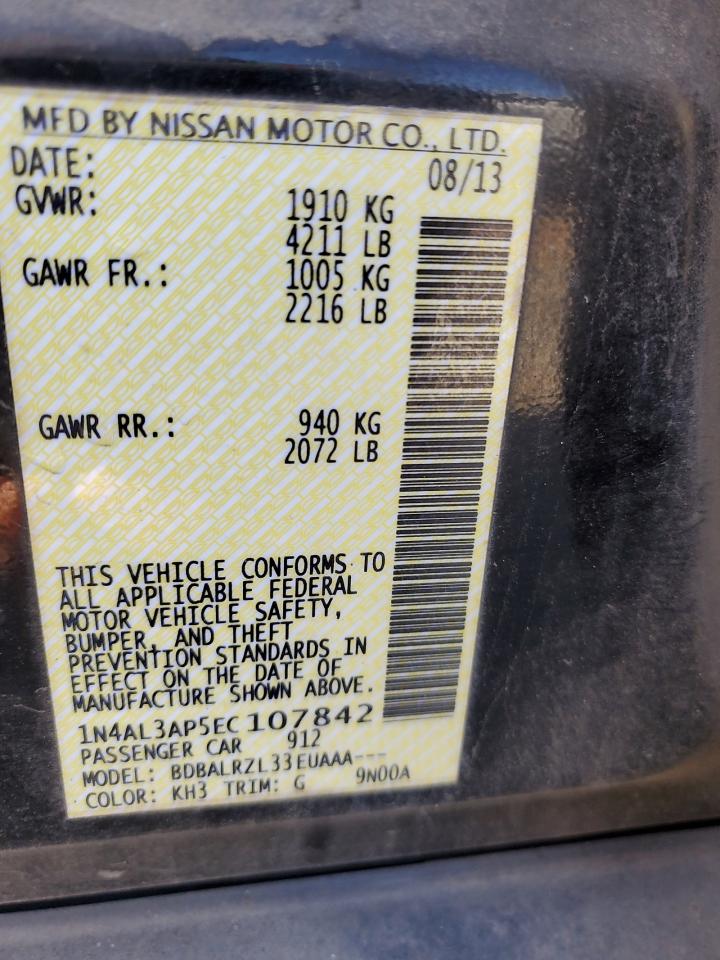 MFD BY NISSAN MOTOR CO., LTD.
DATE: 08/13
GVWR: 1910 KG
4211 LB
GAWR FR.: 1005 KG
2216 LB
GAWR RR.: 940 KG
2072 LB
THIS VEHICLE CONFORMS TO
ALL APPLICABLE FEDERAL
MOTOR VEHICLE SAFETY,
BUMPER, AND THEFT
PREVENTION STANDARDS IN
EFFECT ON THE DATE OF
MANUFACTURE SHOWN ABOVE.
1N4AL3AP5EC107842
PASSENGER CAR 912
MODEL: BDBALRZL33EUAAA---
COLOR: KH3 TRIM: G 9N00A